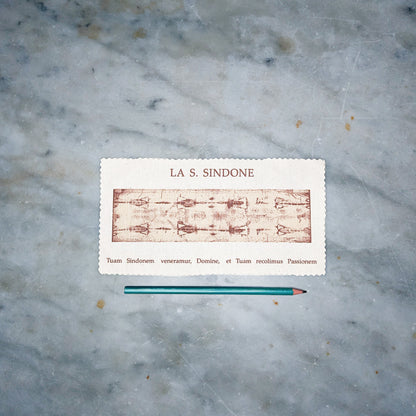 LA S. SINDONE
Tuam Sindonem veneramur, Domine, et Tuam recolimus Passionem